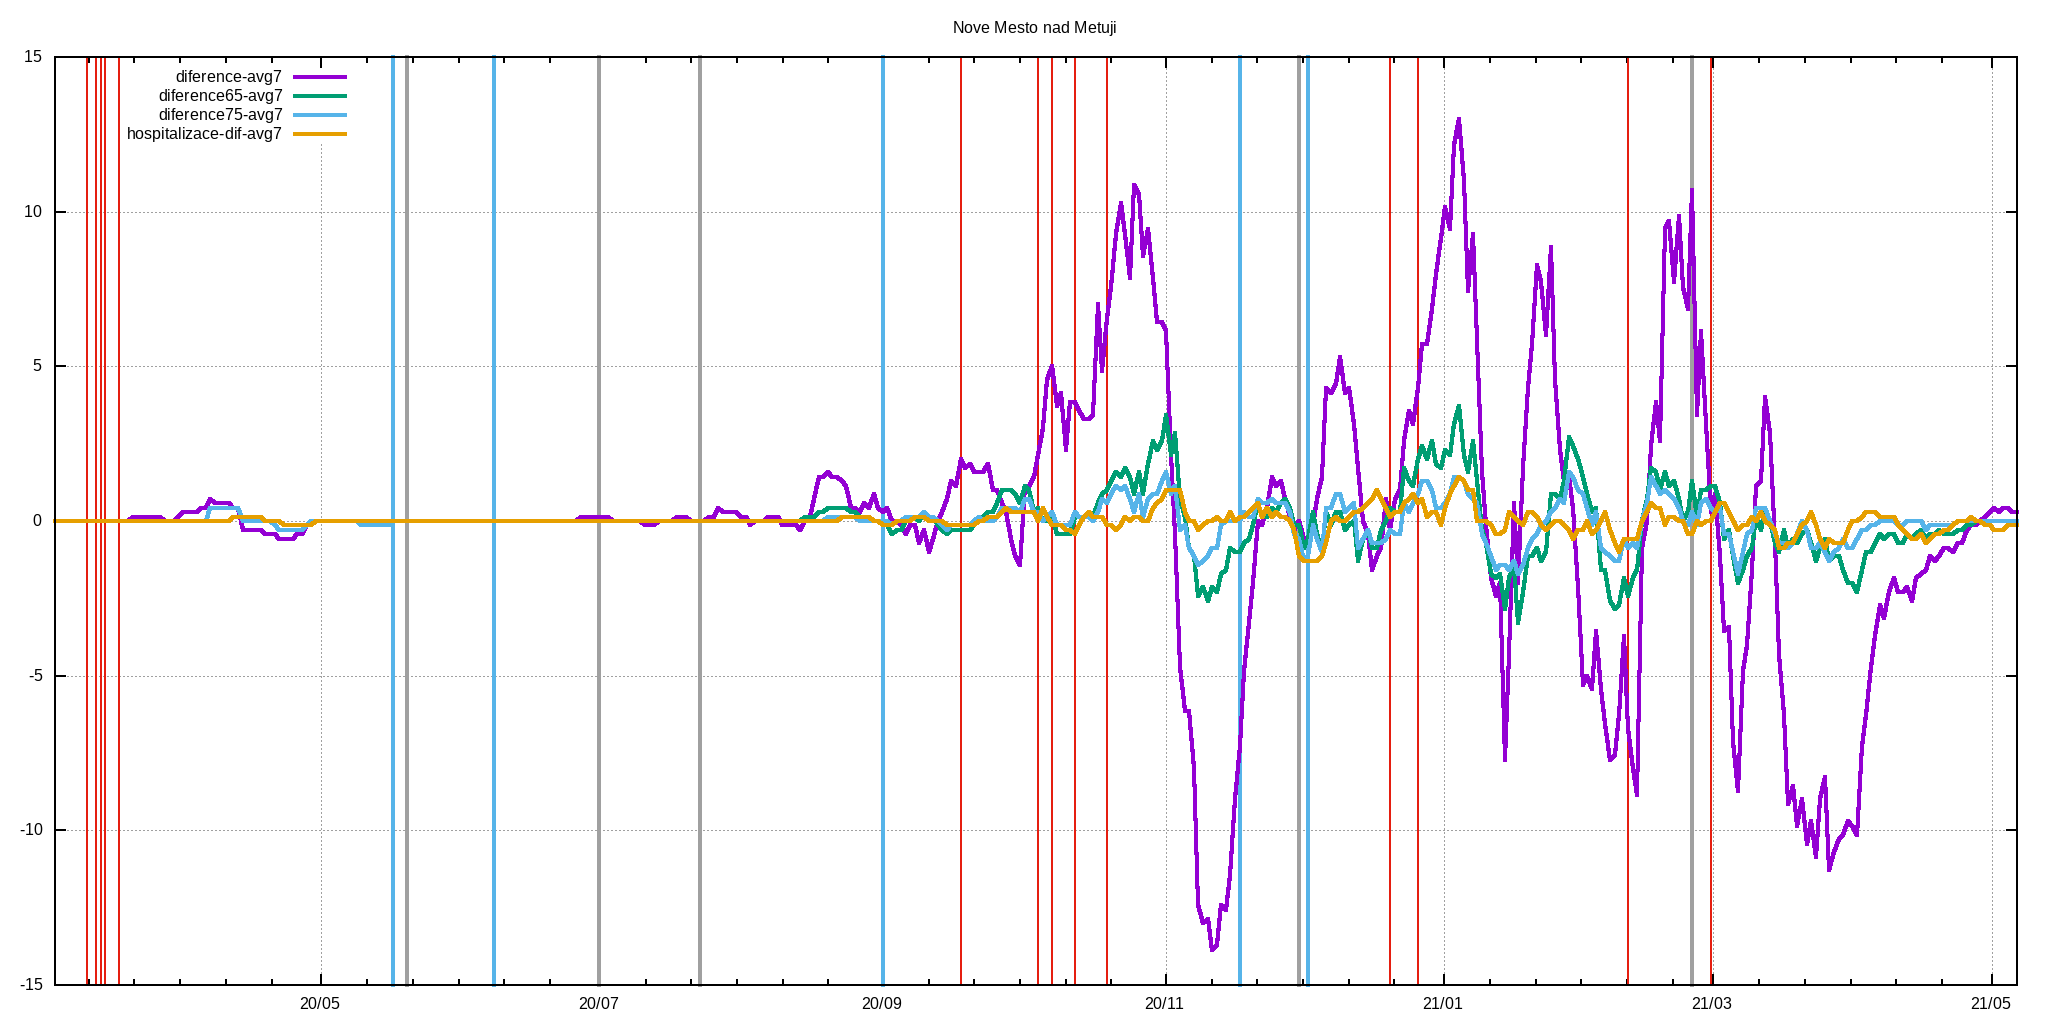 Nove Mesto nad Metuji
15
10
5
0
-5
-10
-15
diference-avg7
diference65-avg7
diference75-avg7
hospitalizace-dif-avg7
20/05 20/07 20/09 20/11 21/01 21/03 21/05